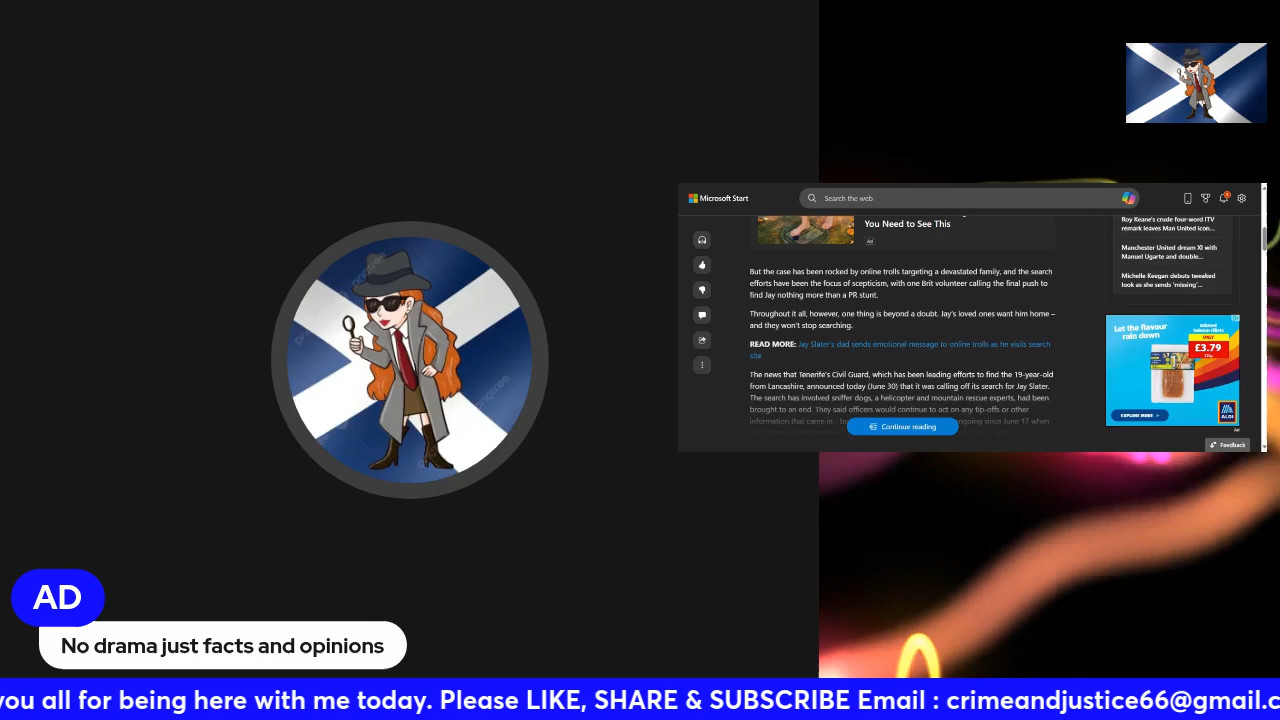 Microsoft Start
Search the web
You Need to See This
Ad
But the case has been rocked by online trolls targeting a devastated family, and the search
efforts have been the focus of scepticism, with one Brit volunteer calling the final push to
find Jay nothing more than a PR stunt.
Throughout it all, however, one thing is beyond a doubt. Jay's loved ones want him home –
and they won't stop searching.
READ MORE: Jay Slater's dad sends emotional message to online trolls as he visits search
site
The news that Tenerife's Civil Guard, which has been leading efforts to find the 19-year-old
from Lancashire, announced today (June 30) that it was calling off its search for Jay Slater.
The search has involved sniffer dogs, a helicopter and mountain rescue experts, had been
brought to an end. They said officers would continue to act on any tip-offs or other
information that came in - ongoing since June 17 when
Continue reading
Roy Keane's crude four-word ITV
remark leaves Man United icon...
Manchester United dream XI with
Manuel Ugarte and double...
Michelle Keegan debuts tweaked
look as she sends 'missing'...
Let the flavour
rain down
ONLY
£3.79
EXPLORE MORE >
ALDI
Ad
Feedback
AD
No drama just facts and opinions
you all for being here with me today. Please LIKE, SHARE & SUBSCRIBE Email : crimeandjustice66@gmail.c